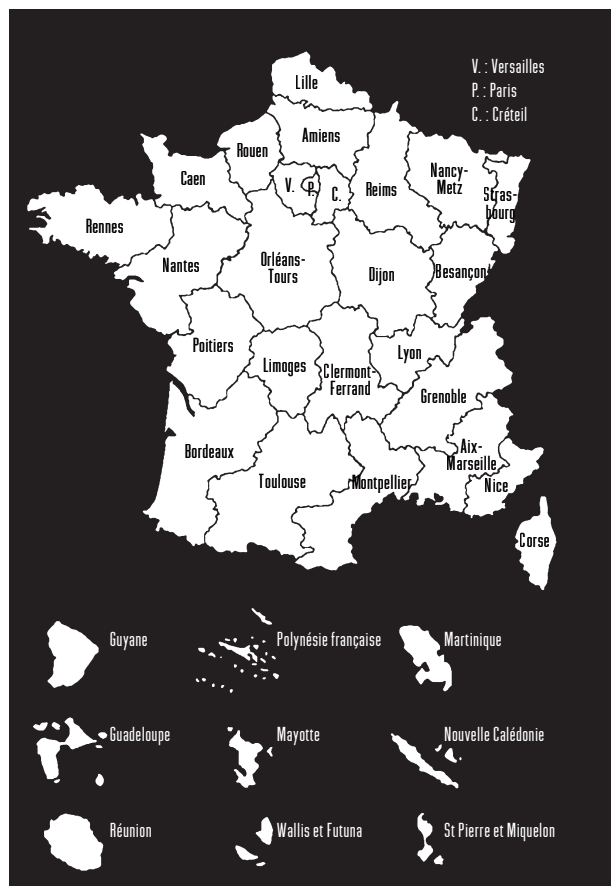 V. : Versailles
P. : Paris
C. : Créteil
Lille
Amiens
Rouen
Caen
V.
P.
C.
Reims
Nancy-
Metz
Stras-
bourg
Rennes
Nantes
Orléans-
Tours
Dijon
Besançon
Poitiers
Limoges
Clermont-
Ferrand
Lyon
Grenoble
Bordeaux
Toulouse
Montpellier
Aix-
Marseille
Nice
Corse
Guyane
Polynésie française
Martinique
Guadeloupe
Mayotte
Nouvelle Calédonie
Réunion
Wallis et Futuna
St Pierre et Miquelon